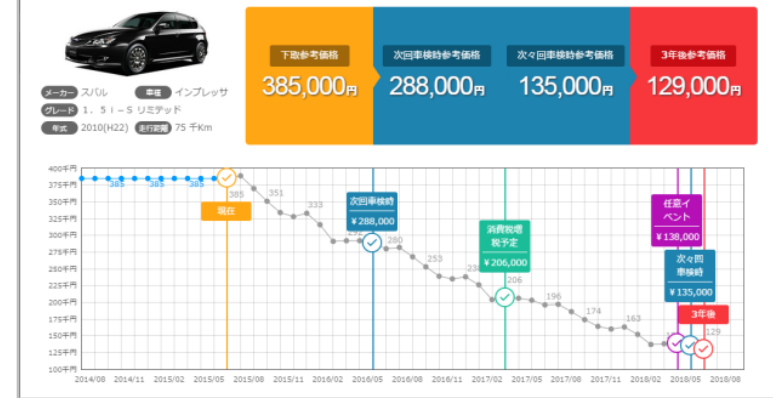 下取参考価格
385,000円
次回車検時参考価格
288,000円
次々回車検時参考価格
135,000円
3年後参考価格
129,000円
メーカー スバル 車種 インプレッサ
グレード 1．5i－S リミテッド
年式 2010(H22) 走行距離 75 千Km
400千円
375千円
350千円
325千円
300千円
275千円
250千円
225千円
200千円
175千円
150千円
125千円
100千円
385 385 385 385
現在
351
333
次回車検時
¥288,000
292
280
253
消費税増
税予定
¥206,000
206
196
174
163
任意イ
ベント
¥138,000
次々回
車検時
¥135,000
3年後
129
2014/08 2014/11 2015/02 2015/05 2015/08 2015/11 2016/02 2016/05 2016/08 2016/11 2017/02 2017/05 2017/08 2017/11 2018/02 2018/05 2018/08